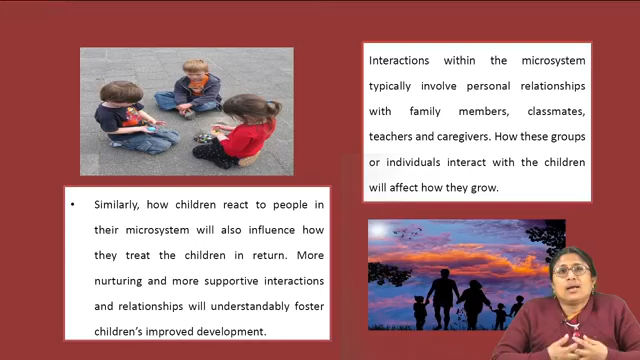 Interactions within the microsystem
typically involve personal relationships
with family members, classmates,
teachers and caregivers. How these groups
or individuals interact with the children
will affect how they grow.
• Similarly, how children react to people in
their microsystem will also influence how
they treat the children in return. More
nurturing and more supportive interactions
and relationships will understandably foster
children's improved development.